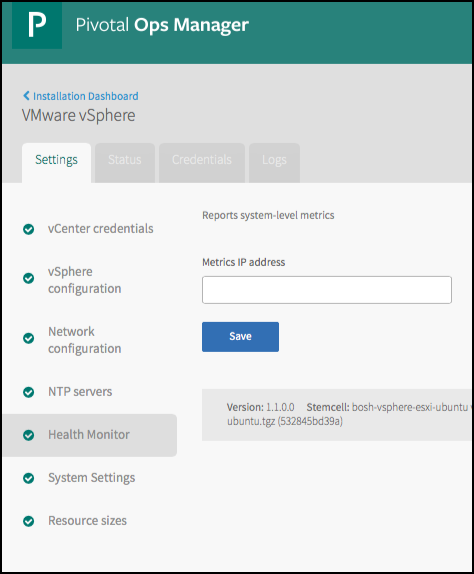 P Pivotal Ops Manager
Installation Dashboard
VMware vSphere
Settings Status Credentials Logs
vCenter credentials
vSphere
configuration
Network
configuration
NTP servers
Health Monitor
System Settings
Resource sizes
Reports system-level metrics
Metrics IP address
Save
Version: 1.1.0.0 Stemcell: bosh-vsphere-esxi-ubuntu
ubuntu.tgz (532845bd39a)